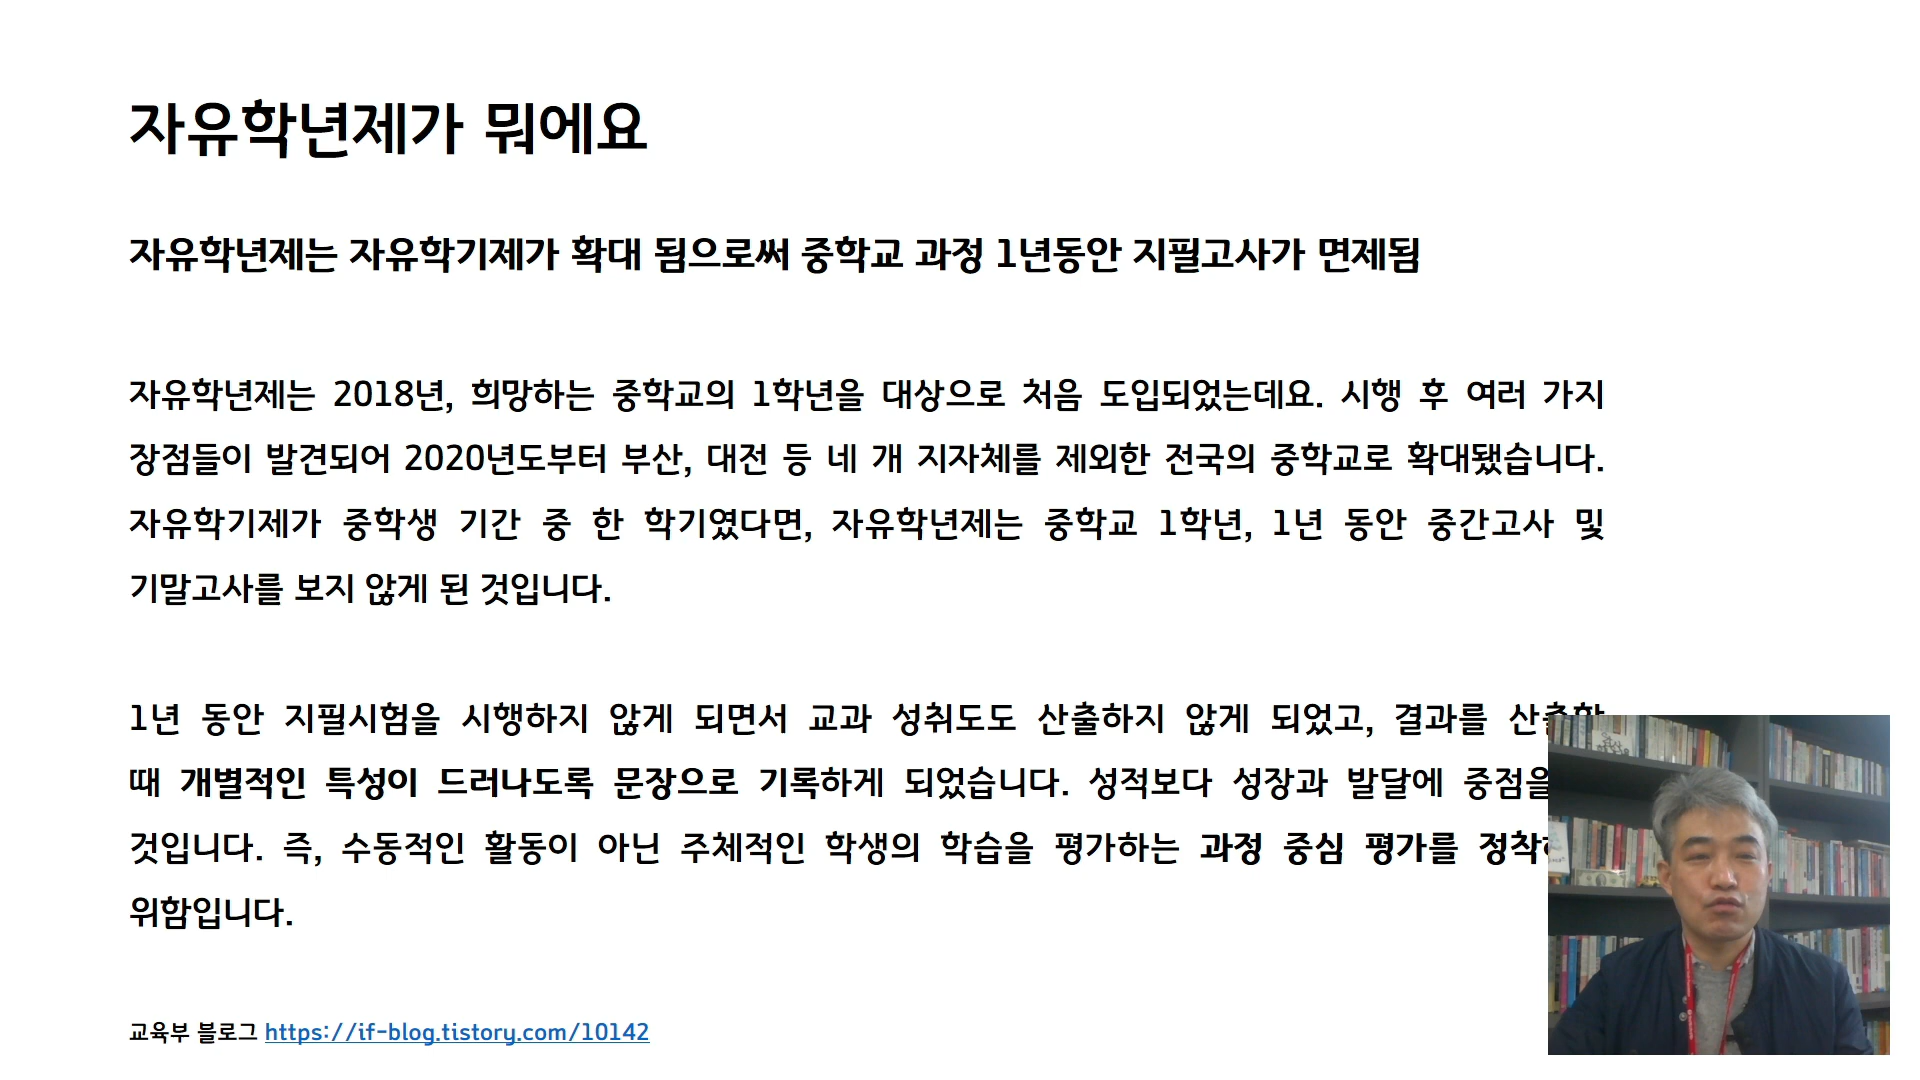 자유학년제가 뭐에요
자유학년제는 자유학기제가 확대 됨으로써 중학교 과정 1년동안 지필고사가 면제됨
자유학년제는 2018년, 희망하는 중학교의 1학년을 대상으로 처음 도입되었는데요. 시행 후 여러 가지
장점들이 발견되어 2020년도부터 부산, 대전 등 네 개 지자체를 제외한 전국의 중학교로 확대됐습니다.
자유학기제가 중학생 기간 중 한 학기였다면, 자유학년제는 중학교 1학년, 1년 동안 중간고사 및
기말고사를 보지 않게 된 것입니다.
1년 동안 지필시험을 시행하지 않게 되면서 교과 성취도도 산출하지 않게 되었고, 결과를 산출할
때 개별적인 특성이 드러나도록 문장으로 기록하게 되었습니다. 성적보다 성장과 발달에 중점을
것입니다. 즉, 수동적인 활동이 아닌 주체적인 학생의 학습을 평가하는 과정 중심 평가를
위함입니다.
교육부 블로그 https://if-blog.tistory.com/10142